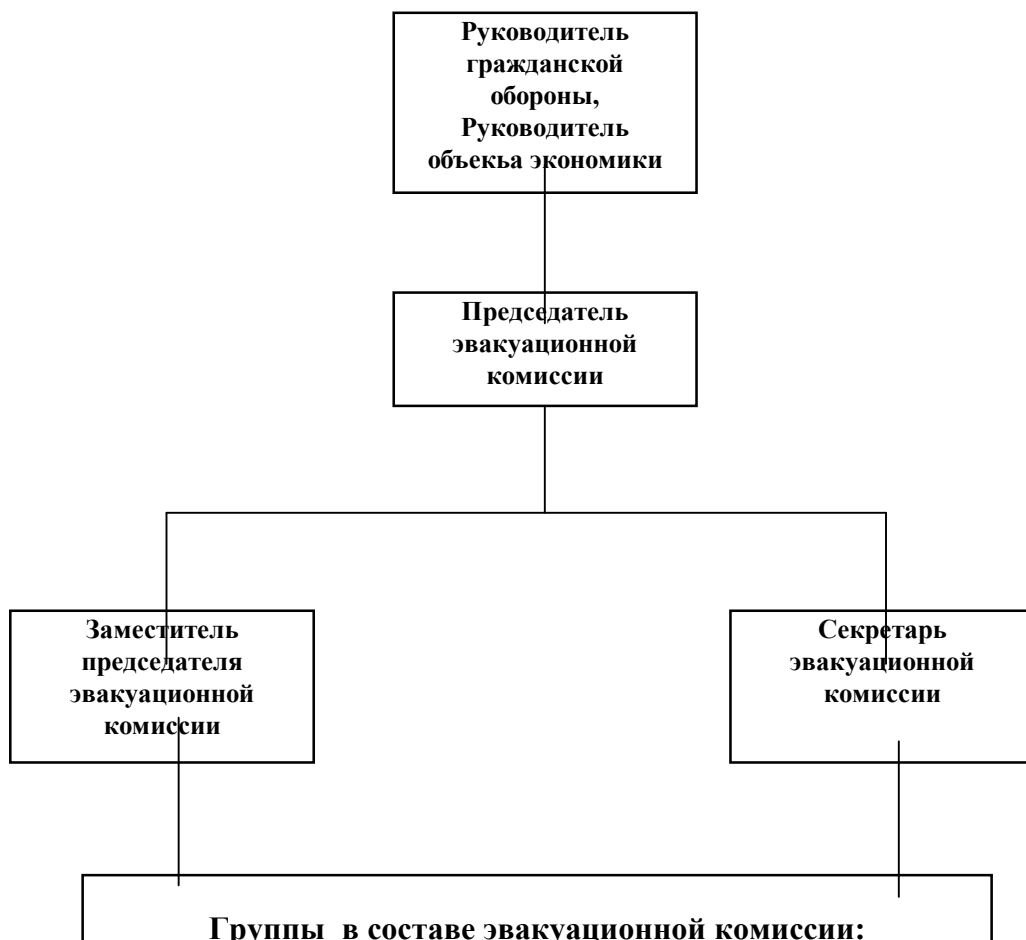 Руководитель
гражданской
обороны,
Руководитель
объекьа экономики
Председатель
эвакуационной
комиссии
Заместитель
председателя
эвакуационной
комиссии
Секретарь
эвакуационной
комиссии
Группы в составе эвакуационной комиссии: